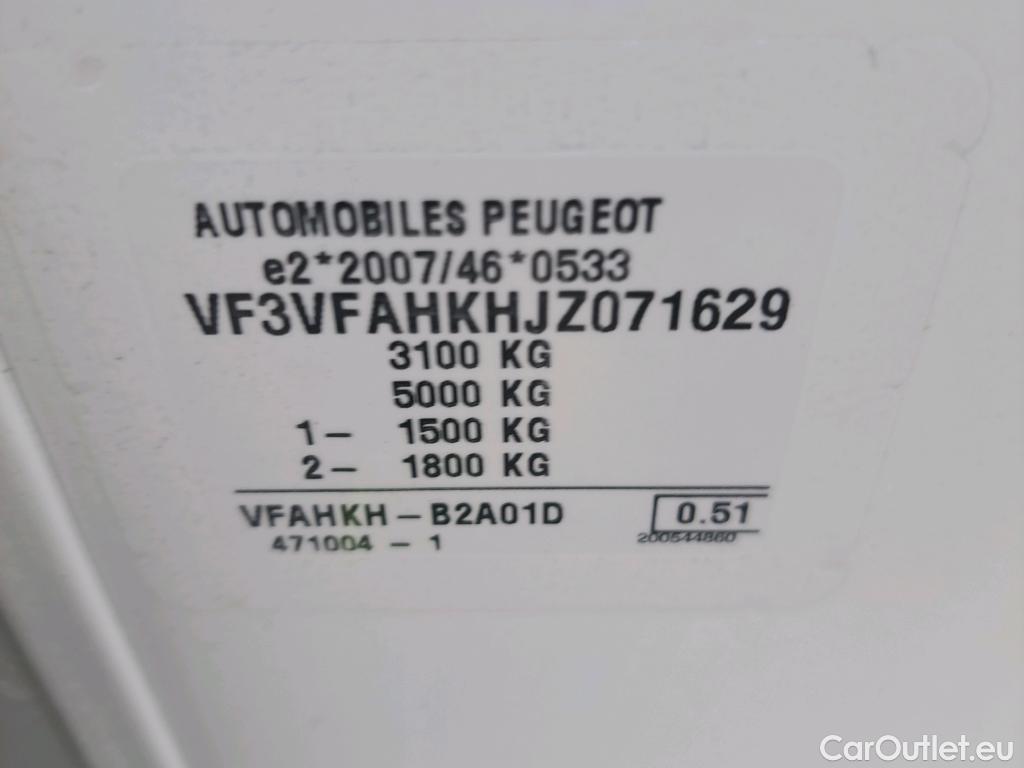 AUTOMOBILES PEUGEOT
e2*2007/46*0533
VF3VFAHKHJZ071629
3100 KG
5000 KG
1 - 1500 KG
2 - 1800 KG
VFAHKH - B2A01D 0.51
471004 - 1 200544860
CarOutlet.eu